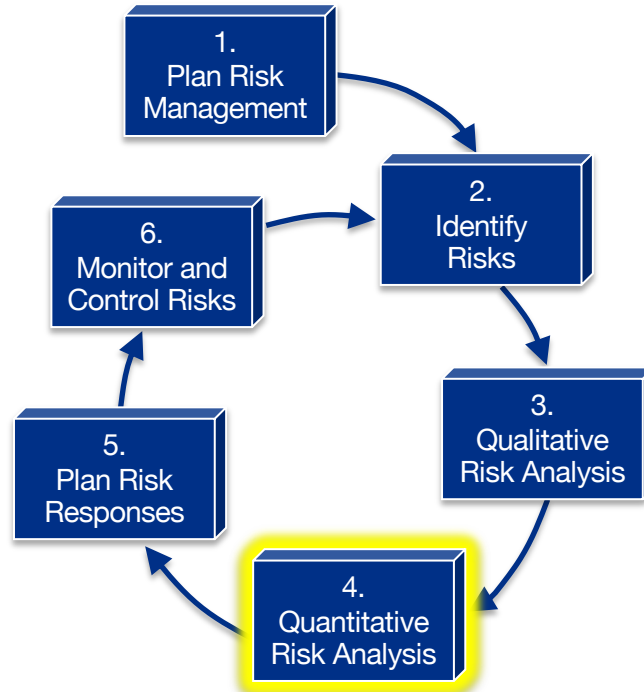 1.
Plan Risk
Management
2.
Identify
Risks
3.
Qualitative
Risk Analysis
4.
Quantitative
Risk Analysis
5.
Plan Risk
Responses
6.
Monitor and
Control Risks